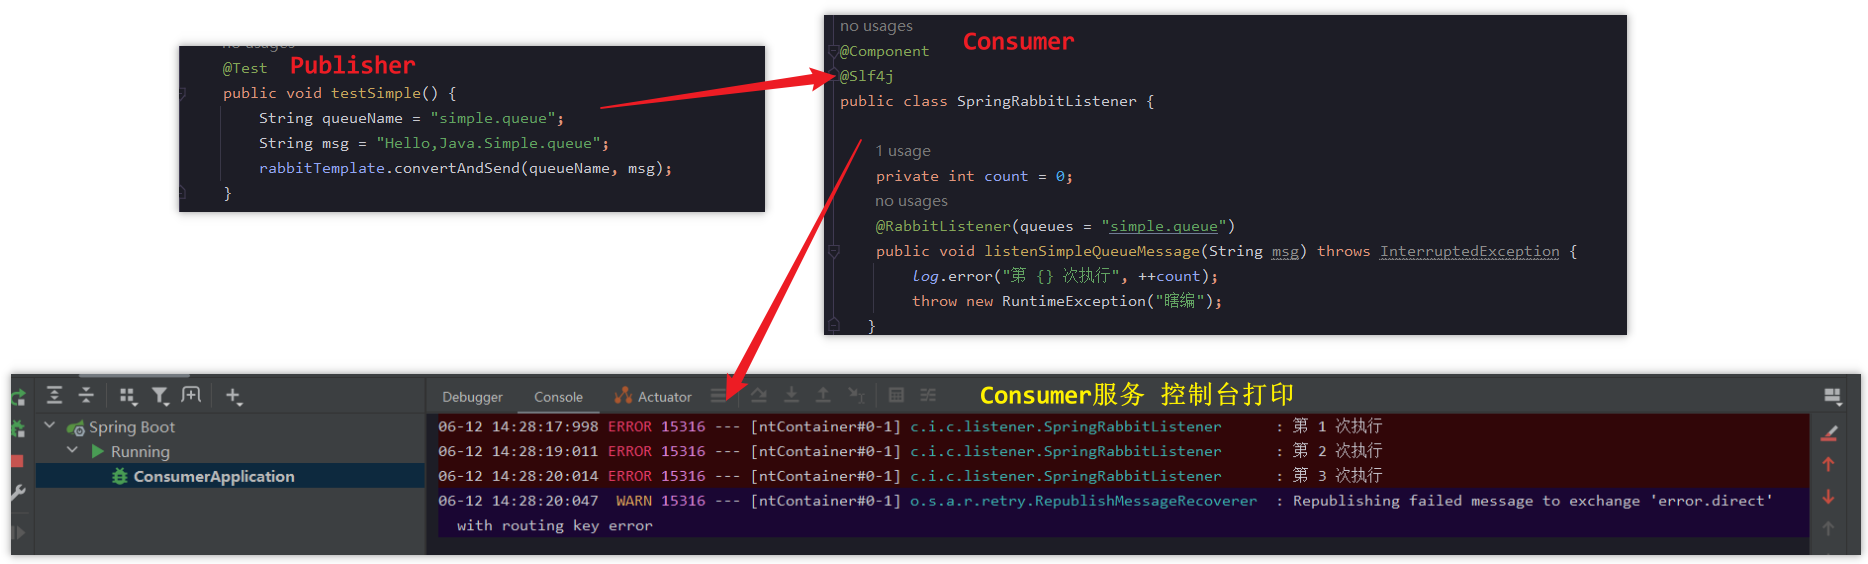 no usages
@Test
Publisher
public void testSimple() {
String queueName = "simple.queue";
String msg = "Hello,Java.Simple.queue";
rabbitTemplate.convertAndSend(queueName, msg);
}
no usages
@Component
Consumer
@Slf4j
public class SpringRabbitListener {
1 usage
private int count = 0;
no usages
@RabbitListener(queues = "simple.queue")
public void listenSimpleQueueMessage(String msg) throws InterruptedException {
log.error("第 {} 次执行", ++count);
throw new RuntimeException("瞎编");
}
Debugger
Console
Actuator
Consumer服务 控制台打印
Spring Boot
Running
ConsumerApplication
06-12 14:28:17:998 ERROR 15316 --- [ntContainer#0-1] c.i.c.listener.SpringRabbitListener : 第 1 次执行
06-12 14:28:19:011 ERROR 15316 --- [ntContainer#0-1] c.i.c.listener.SpringRabbitListener : 第 2 次执行
06-12 14:28:20:014 ERROR 15316 --- [ntContainer#0-1] c.i.c.listener.SpringRabbitListener : 第 3 次执行
06-12 14:28:20:047 WARN 15316 --- [ntContainer#0-1] o.s.a.r.retry.RepublishMessageRecoverer : Republishing failed message to exchange 'error.direct'
with routing key error